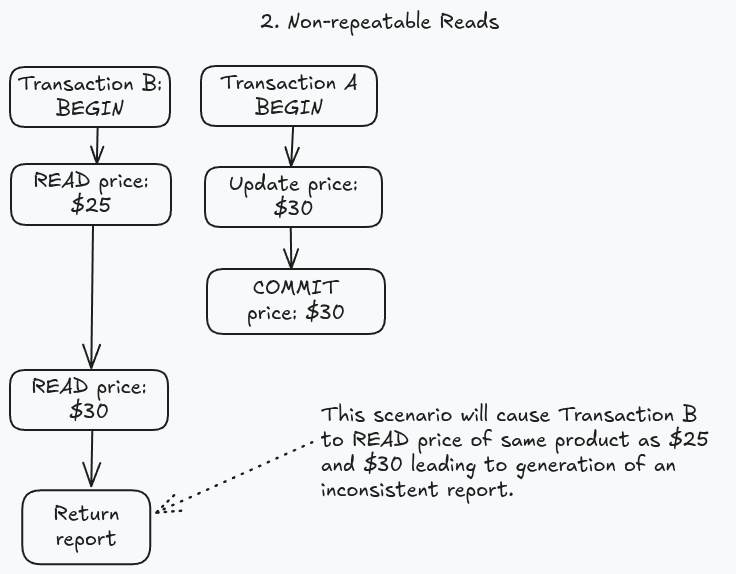 2. Non-repeatable Reads
Transaction B:
BEGIN
Transaction A
BEGIN
READ price:
$25
Update price:
$30
COMMIT
price: $30
READ price:
$30
This scenario will cause Transaction B
to READ price of same product as $25
and $30 leading to generation of an
inconsistent report.
Return
report